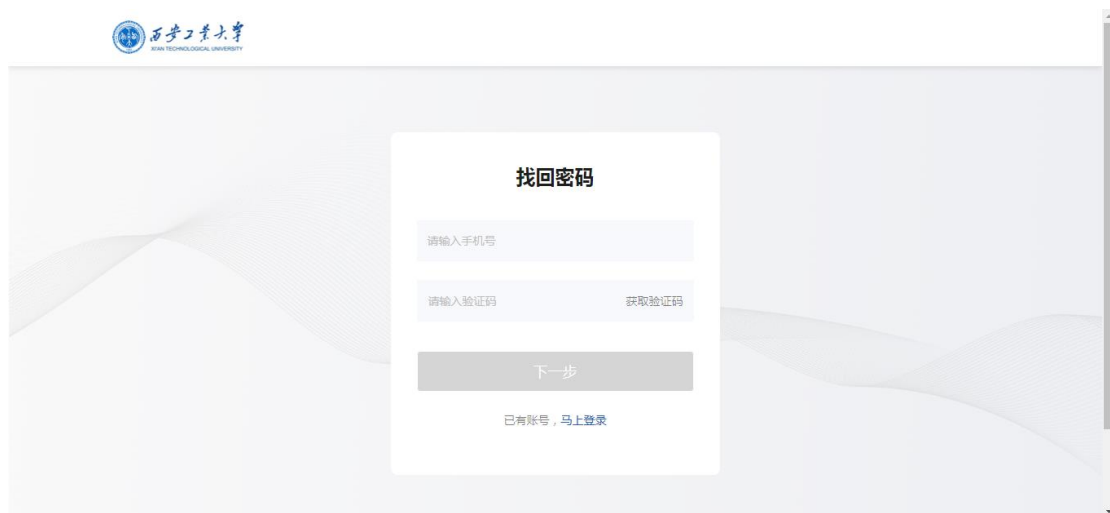 西安工业大学
XI'AN TECHNOLOGICAL UNIVERSITY
找回密码
请输入手机号
请输入验证码 获取验证码
下一步
已有账号，马上登录